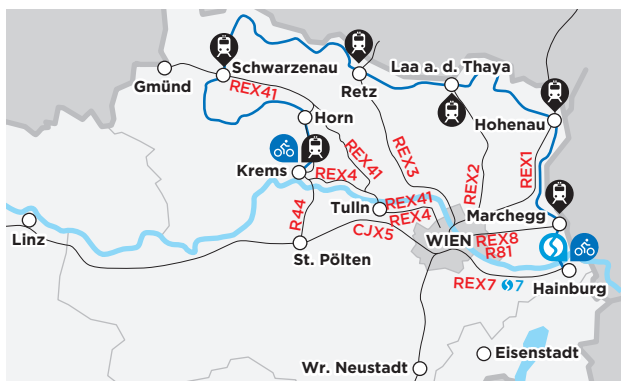 Schwarzenau
Laa a. d. Thaya
Gmünd
REX41
Retz
Horn
Hohenau
REX41
REX3
REX2
REX1
Krems
REX4
R44
Tulln
REX41
REX4
Marchegg
Linz
CJX5
WIEN
REX8
R81
St. Pölten
REX7 S7
Hainburg
Wr. Neustadt
Eisenstadt